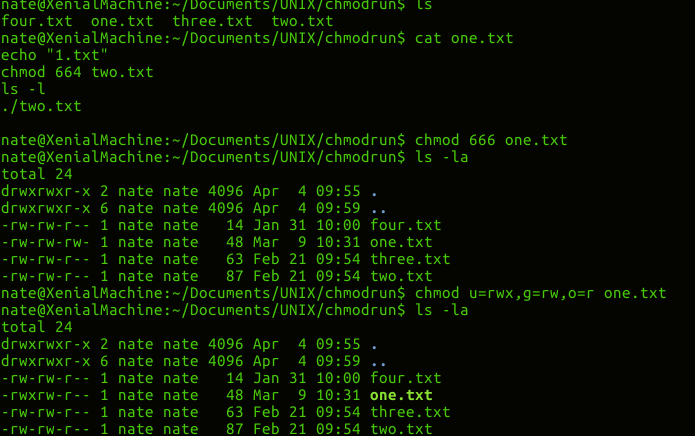 nate@XenialMachine:~/Documents/UNIX/chmodrun$ ls
four.txt  one.txt  three.txt  two.txt
nate@XenialMachine:~/Documents/UNIX/chmodrun$ cat one.txt
echo "1.txt"
chmod 664 two.txt
ls -l
./two.txt

nate@XenialMachine:~/Documents/UNIX/chmodrun$ chmod 666 one.txt
nate@XenialMachine:~/Documents/UNIX/chmodrun$ ls -la
total 24
drwxrwxr-x 2 nate nate 4096 Apr  4 09:55 .
drwxrwxr-x 6 nate nate 4096 Apr  4 09:59 ..
-rw-rw-r-- 1 nate nate   14 Jan 31 10:00 four.txt
-rw-rw-rw- 1 nate nate   48 Mar  9 10:31 one.txt
-rw-rw-r-- 1 nate nate   63 Feb 21 09:54 three.txt
-rw-rw-r-- 1 nate nate   87 Feb 21 09:54 two.txt
nate@XenialMachine:~/Documents/UNIX/chmodrun$ chmod u=rwx,g=rw,o=r one.txt
nate@XenialMachine:~/Documents/UNIX/chmodrun$ ls -la
total 24
drwxrwxr-x 2 nate nate 4096 Apr  4 09:55 .
drwxrwxr-x 6 nate nate 4096 Apr  4 09:59 ..
-rw-rw-r-- 1 nate nate   14 Jan 31 10:00 four.txt
-rwxrw-r-- 1 nate nate   48 Mar  9 10:31 one.txt
-rw-rw-r-- 1 nate nate   63 Feb 21 09:54 three.txt
-rw-rw-r-- 1 nate nate   87 Feb 21 09:54 two.txt